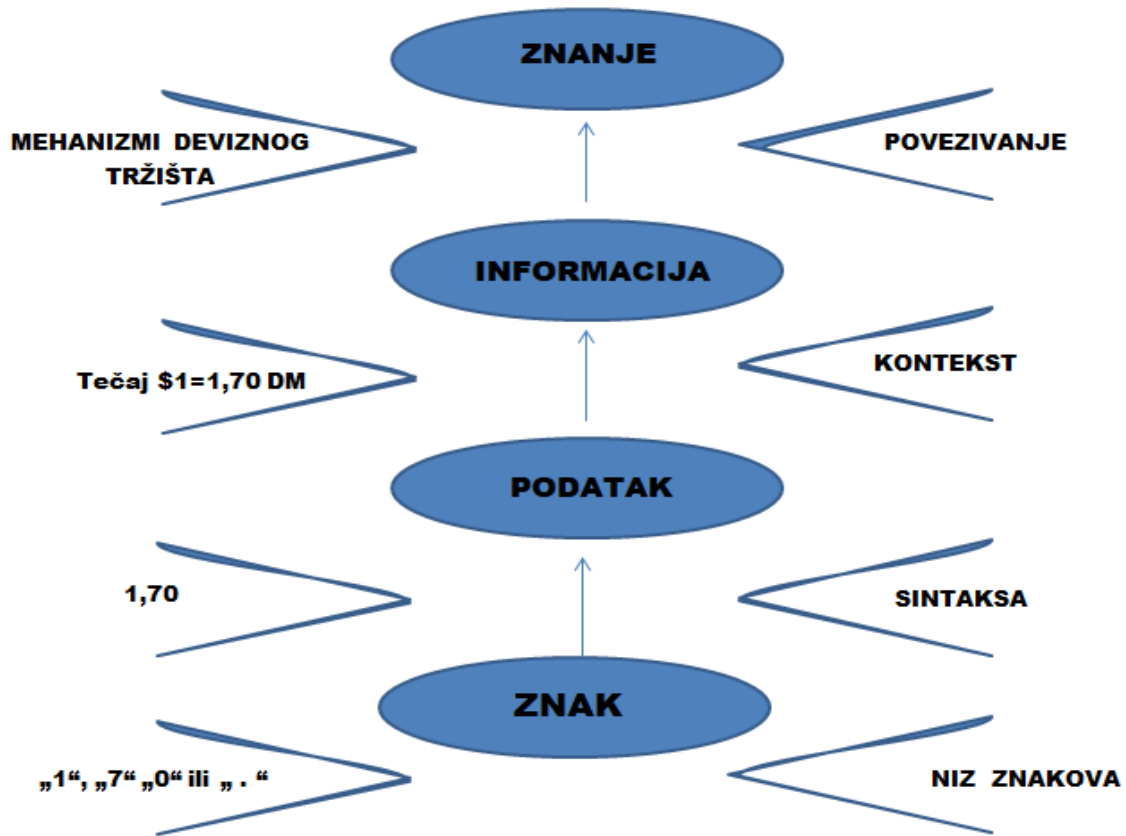 ZNANJE
MEHANIZMI DEVIZNOG
TRŽIŠTA
POVEZIVANJE
INFORMACIJA
Tečaj $1=1,70 DM
KONTEKST
PODATAK
1,70
SINTAKSA
ZNAK
„1“, „7“ „0“ ili „ . “
NIZ ZNAKOVA